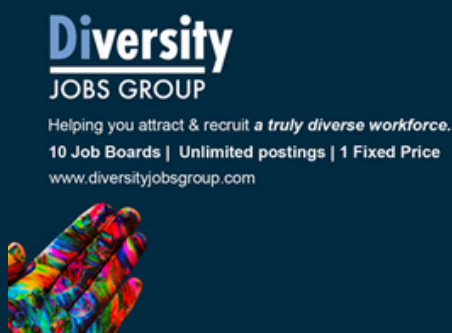 Diversity
JOBS GROUP
Helping you attract & recruit a truly diverse workforce.
10 Job Boards | Unlimited postings | 1 Fixed Price
www.diversityjobsgroup.com